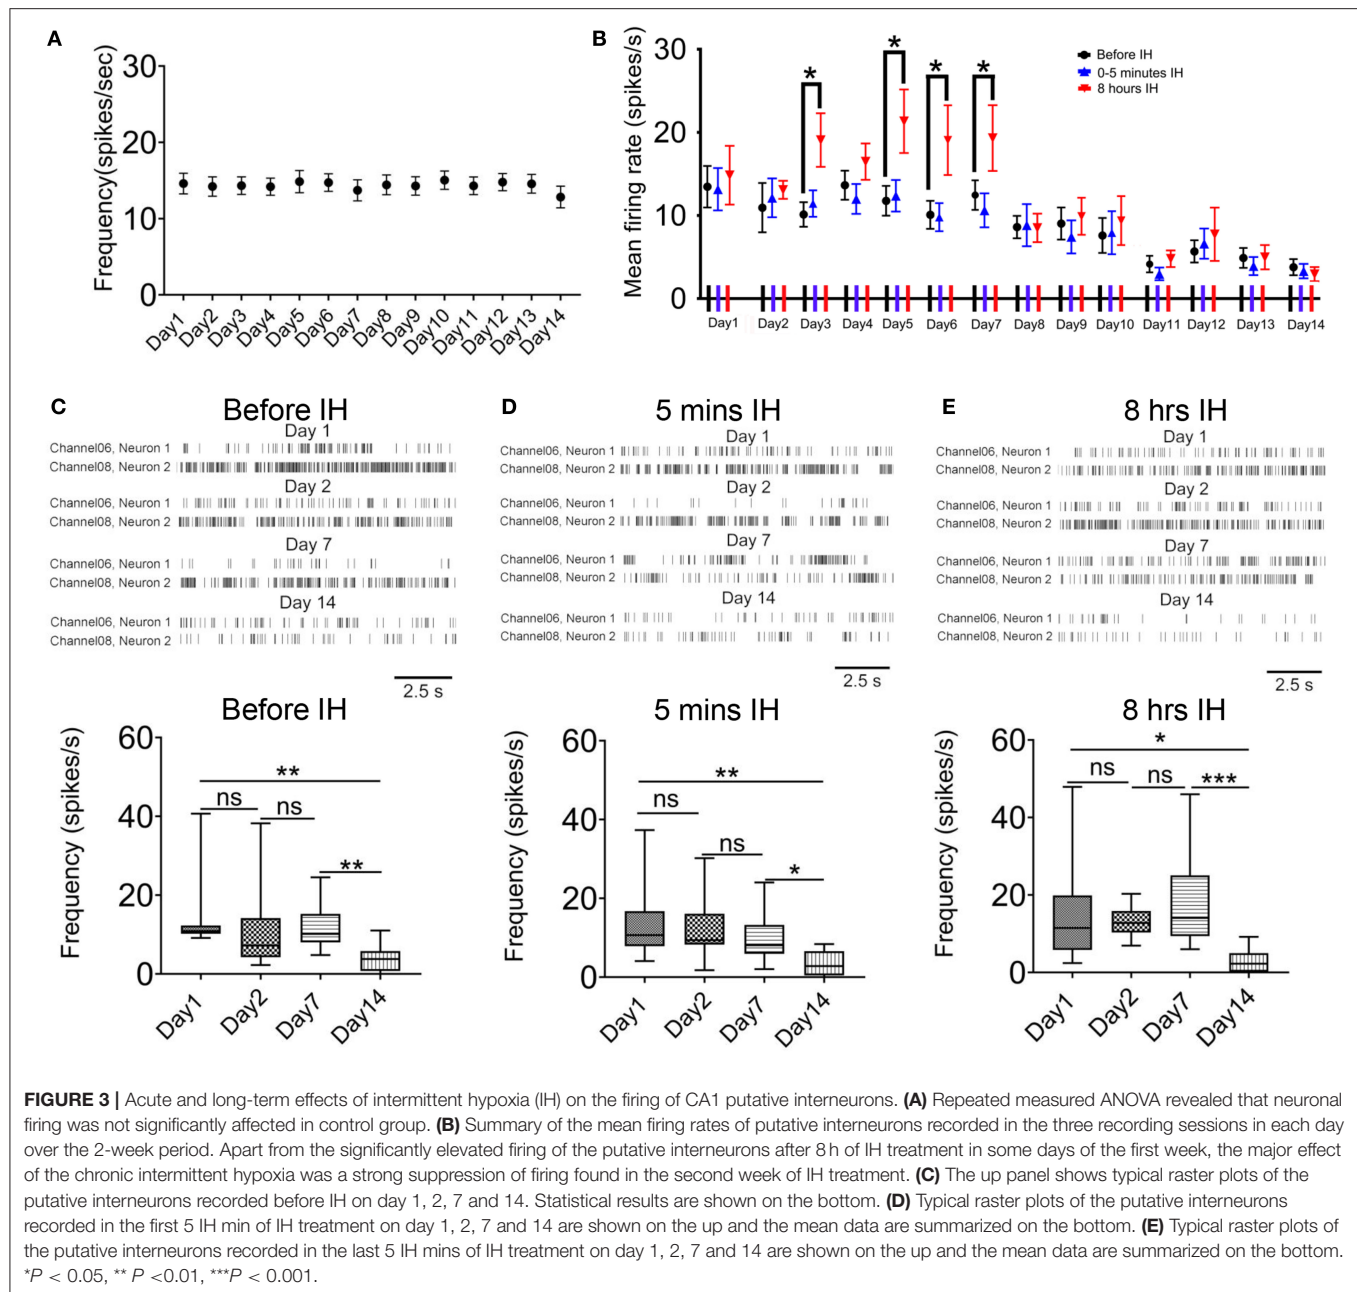 A
Frequency(spikes/sec)
30
20
10
0
Day1
Day2
Day3
Day4
Day5
Day6
Day7
Day8
Day9
Day10
Day11
Day12
Day13
Day14
B
Mean firing rate (spikes/s)
30
20
10
0
*
*
*
*
Before IH
0-5 minutes IH
8 hours IH
Day1
Day2
Day3
Day4
Day5
Day6
Day7
Day8
Day9
Day10
Day11
Day12
Day13
Day14
C
Before IH
Day 1
Channel06, Neuron 1
Channel08, Neuron 2
Day 2
Channel06, Neuron 1
Channel08, Neuron 2
Day 7
Channel06, Neuron 1
Channel08, Neuron 2
Day 14
Channel06, Neuron 1
Channel08, Neuron 2
2.5 s
D
5 mins IH
Day 1
Channel06, Neuron 1
Channel08, Neuron 2
Day 2
Channel06, Neuron 1
Channel08, Neuron 2
Day 7
Channel06, Neuron 1
Channel08, Neuron 2
Day 14
Channel06, Neuron 1
Channel08, Neuron 2
2.5 s
E
8 hrs IH
Day 1
Channel06, Neuron 1
Channel08, Neuron 2
Day 2
Channel06, Neuron 1
Channel08, Neuron 2
Day 7
Channel06, Neuron 1
Channel08, Neuron 2
Day 14
Channel06, Neuron 1
Channel08, Neuron 2
2.5 s
Before IH
Frequency (spikes/s)
60
40
20
0
**
ns
ns
**
Day1
Day2
Day7
Day14
5 mins IH
Frequency (spikes/s)
60
40
20
0
**
ns
ns
*
Day1
Day2
Day7
Day14
8 hrs IH
Frequency (spikes/s)
60
40
20
0
*
ns
ns
***
Day1
Day2
Day7
Day14
FIGURE 3 | Acute and long-term effects of intermittent hypoxia (IH) on the firing of CA1 putative interneurons. (A) Repeated measured ANOVA revealed that neuronal
firing was not significantly affected in control group. (B) Summary of the mean firing rates of putative interneurons recorded in the three recording sessions in each day
over the 2-week period. Apart from the significantly elevated firing of the putative interneurons after 8 h of IH treatment in some days of the first week, the major effect
of the chronic intermittent hypoxia was a strong suppression of firing found in the second week of IH treatment. (C) The up panel shows typical raster plots of the
putative interneurons recorded before IH on day 1, 2, 7 and 14. Statistical results are shown on the bottom. (D) Typical raster plots of the putative interneurons
recorded in the first 5 IH min of IH treatment on day 1, 2, 7 and 14 are shown on the up and the mean data are summarized on the bottom. (E) Typical raster plots of
the putative interneurons recorded in the last 5 IH mins of IH treatment on day 1, 2, 7 and 14 are shown on the up and the mean data are summarized on the bottom.
*P < 0.05, ** P <0.01, ***P < 0.001.